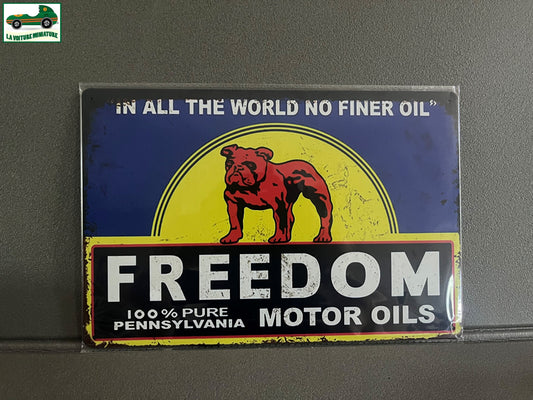 LA VOITURE MINIATURE
"IN ALL THE WORLD NO FINER OIL"
FREEDOM
100% PURE
PENNSYLVANIA
MOTOR OILS